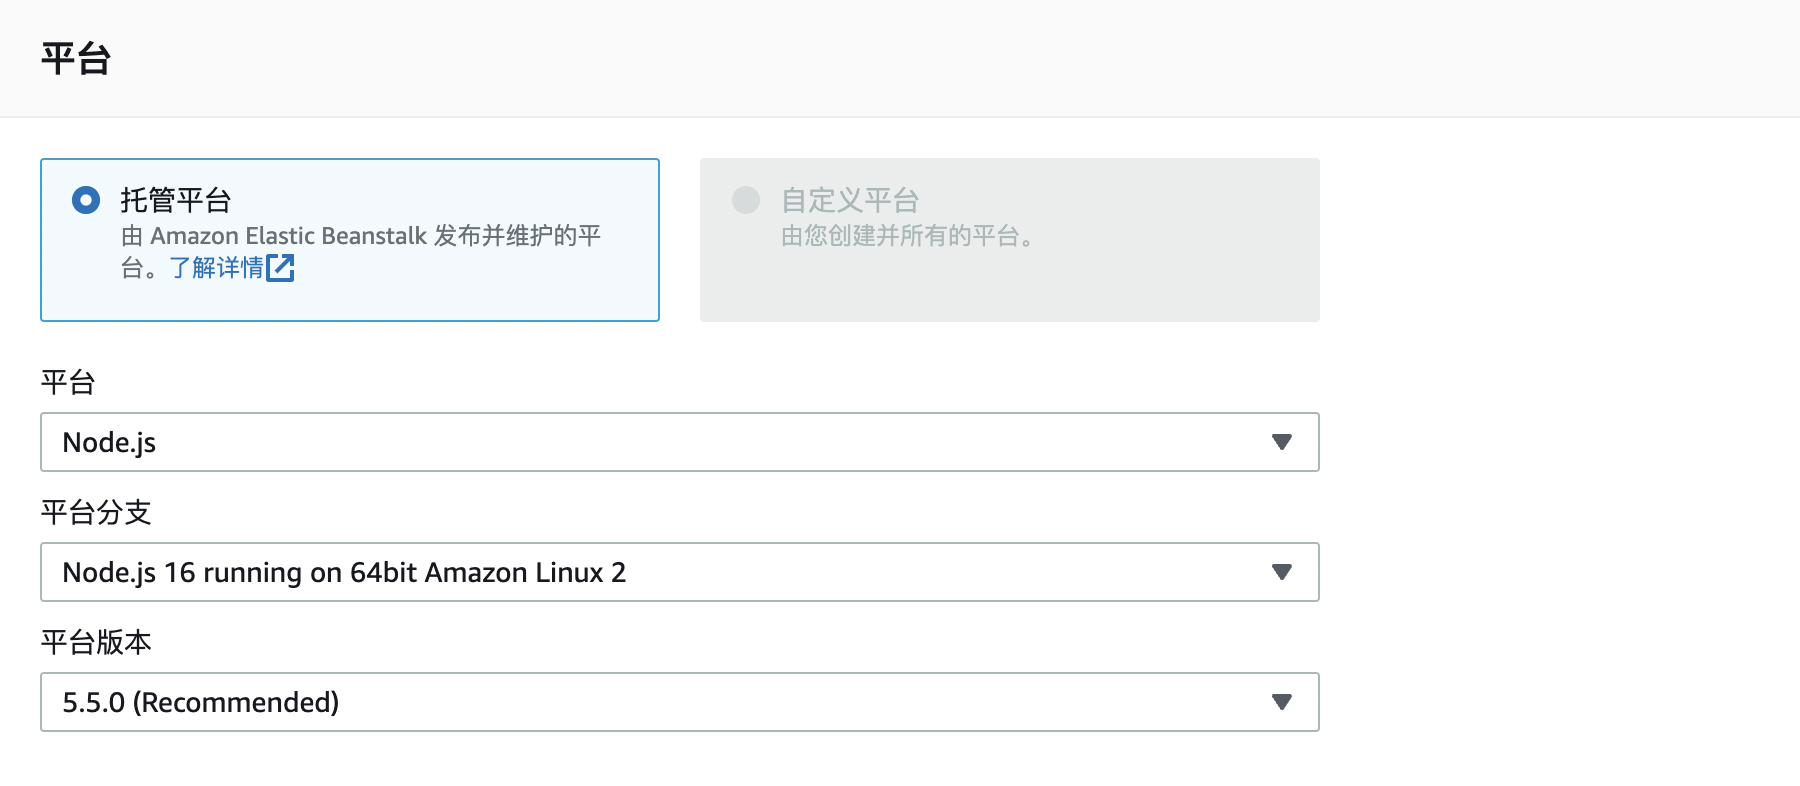 平台
托管平台
由 Amazon Elastic Beanstalk 发布并维护的平
台。了解详情
自定义平台
由您创建并所有的平台。
平台
Node.js
平台分支
Node.js 16 running on 64bit Amazon Linux 2
平台版本
5.5.0 (Recommended)